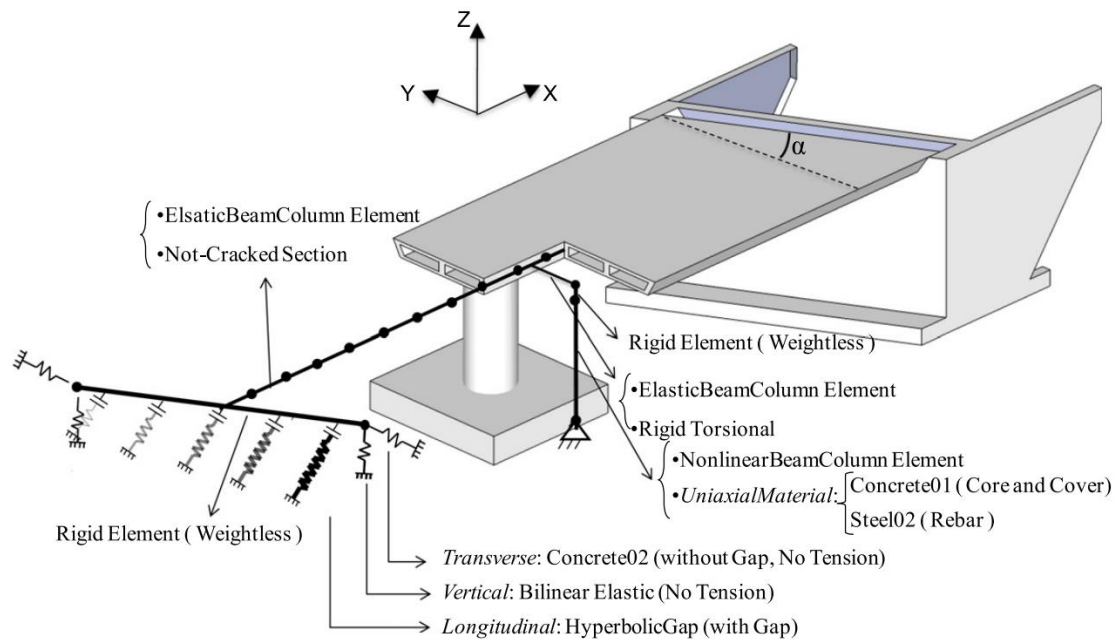 Z
Y
X
α
•ElsaticBeamColumn Element
•Not-Cracked Section
Rigid Element ( Weightless )
•ElasticBeamColumn Element
•Rigid Torsional
•NonlinearBeamColumn Element
•UniaxialMaterial:
Concrete01 ( Core and Cover)
Steel02 ( Rebar )
Rigid Element ( Weightless )
Transverse: Concrete02 (without Gap, No Tension)
Vertical: Bilinear Elastic (No Tension)
Longitudinal: HyperbolicGap (with Gap)